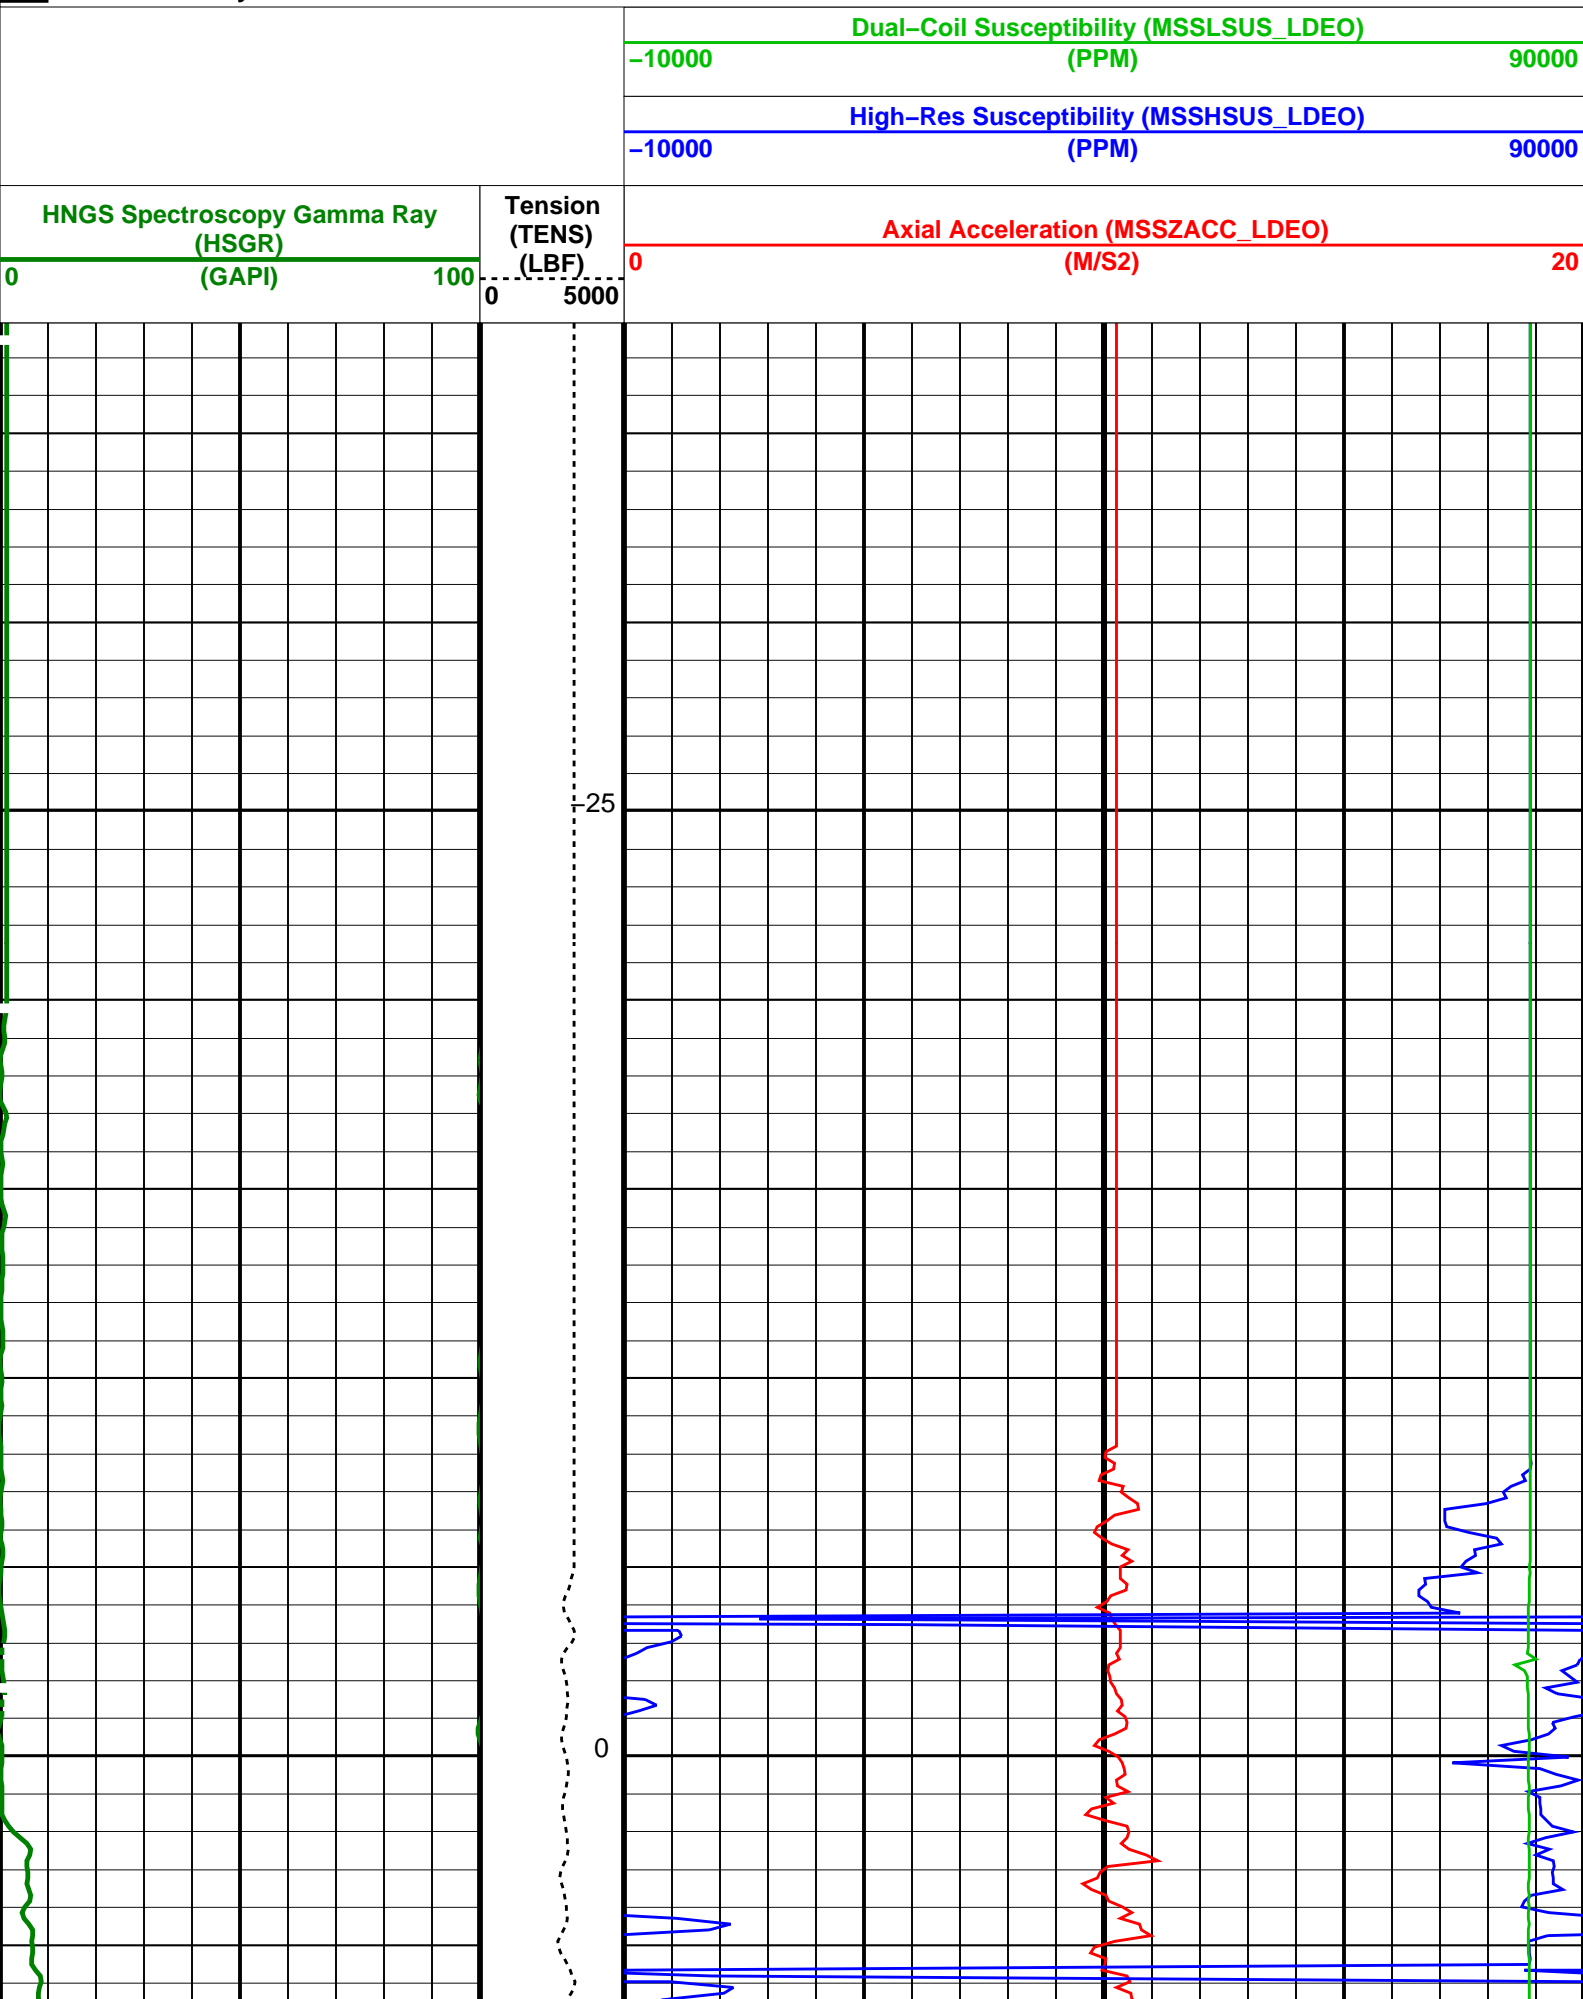 Dual−Coil Susceptibility (MSSLSUS_LDEO)
−10000 (PPM) 90000
High−Res Susceptibility (MSSHSUS_LDEO)
−10000 (PPM) 90000
HNGS Spectroscopy Gamma Ray
(HSGR)
0 (GAPI) 100
Tension
(TENS)
(LBF)
0 5000
Axial Acceleration (MSSZACC_LDEO)
0 (M/S2) 20
−25
0